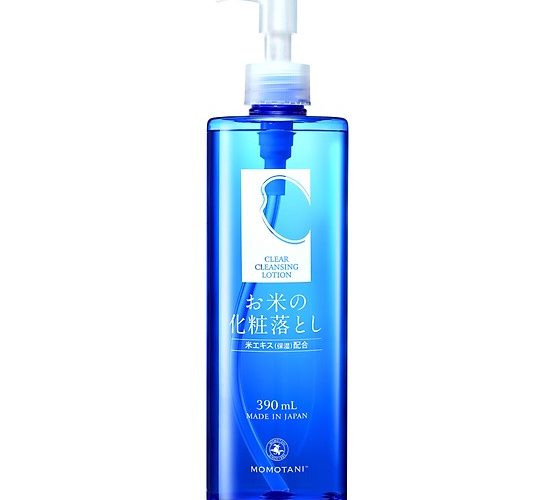 CLEAR
CLEANSING
LOTION
お米の
化粧落とし
米エキス(保湿)配合
390 mL
MADE IN JAPAN
MOMOTANI™